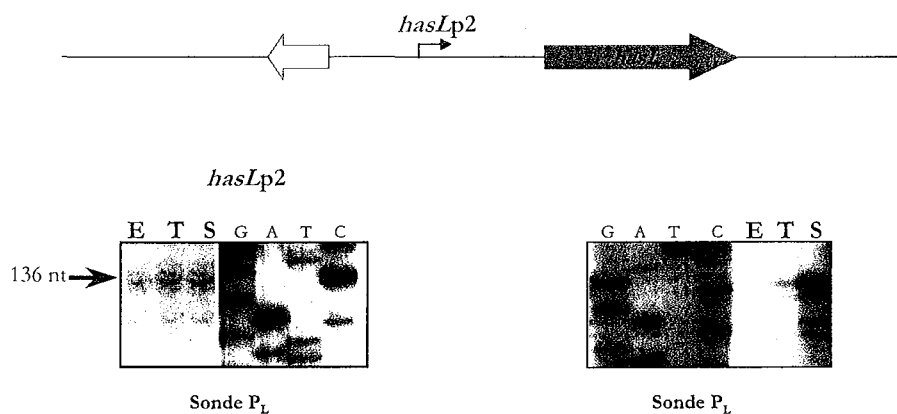 hasLp2
hasL
hasLp2
E T S G A T C
136 nt
G A T C E T S
Sonde PL
Sonde PL